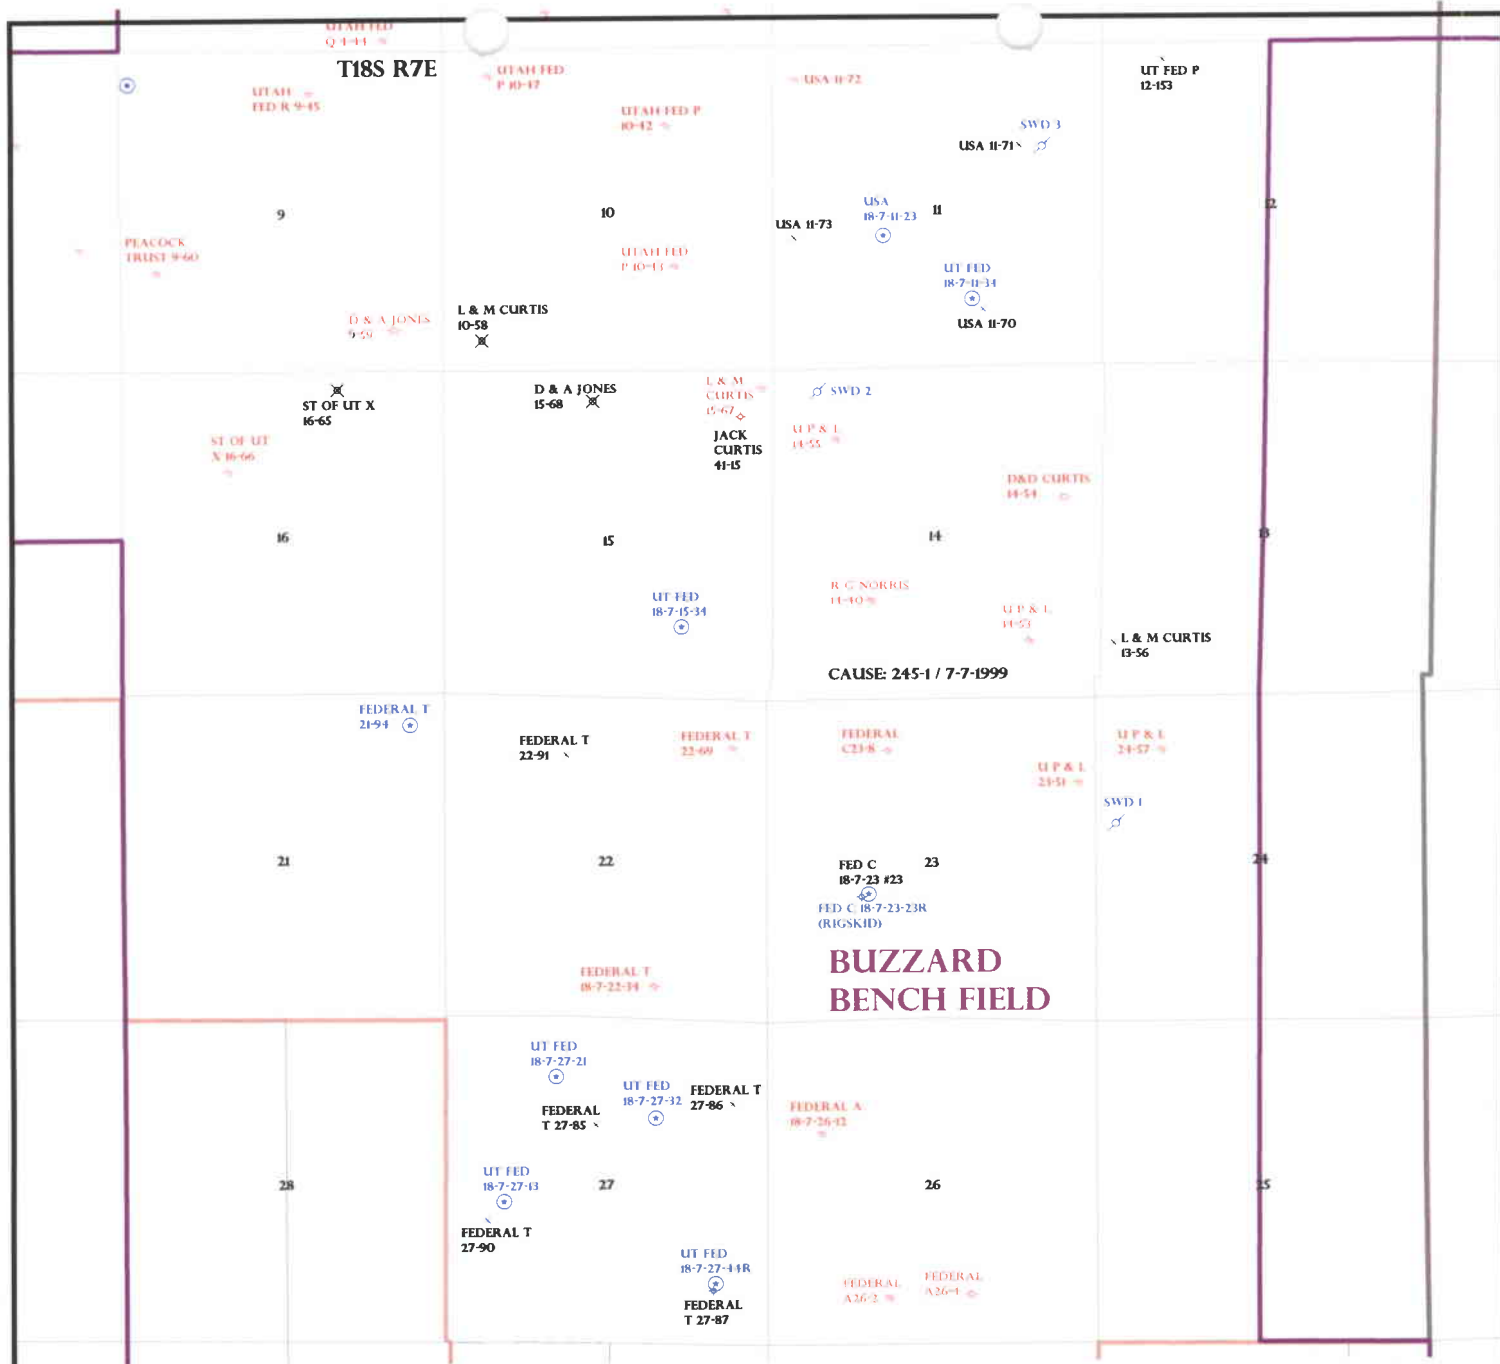 UTAH FED
Q 4-44
T18S R7E
UTAH FED
P 10-47
USA 11-72
UT FED P
12-153
UTAH
FED R 9-45
UTAH FED P
10-42
SWD 3
USA 11-71
USA
18-7-11-23
9
10
11
12
USA 11-73
PEACOCK
TRUST 9-60
UTAH FED
P 10-43
UT FED
18-7-11-34
USA 11-70
D & A JONES
9-59
L & M CURTIS
10-58
ST OF UT X
16-65
D & A JONES
15-68
L & M
CURTIS
15-67
JACK
CURTIS
41-15
SWD 2
U P & L
14-55
ST OF UT
X 16-66
D&D CURTIS
14-54
16
15
14
13
UT FED
18-7-15-34
R G NORRIS
14-40
U P & L
14-53
L & M CURTIS
13-56
CAUSE: 245-1 / 7-7-1999
FEDERAL T
21-94
FEDERAL T
22-91
FEDERAL T
22-69
FEDERAL
C23-8
U P & L
24-57
U P & L
23-51
SWD 1
21
22
23
24
FED C
18-7-23 #23
FED C 18-7-23-23R
(RIGSKID)
BUZZARD
BENCH FIELD
FEDERAL T
18-7-22-34
UT FED
18-7-27-21
UT FED
18-7-27-32
FEDERAL T
27-86
FEDERAL
T 27-85
FEDERAL A
18-7-26-12
UT FED
18-7-27-13
28
27
26
25
FEDERAL T
27-90
UT FED
18-7-27-44R
FEDERAL
T 27-87
FEDERAL
A26-2
FEDERAL
A26-4